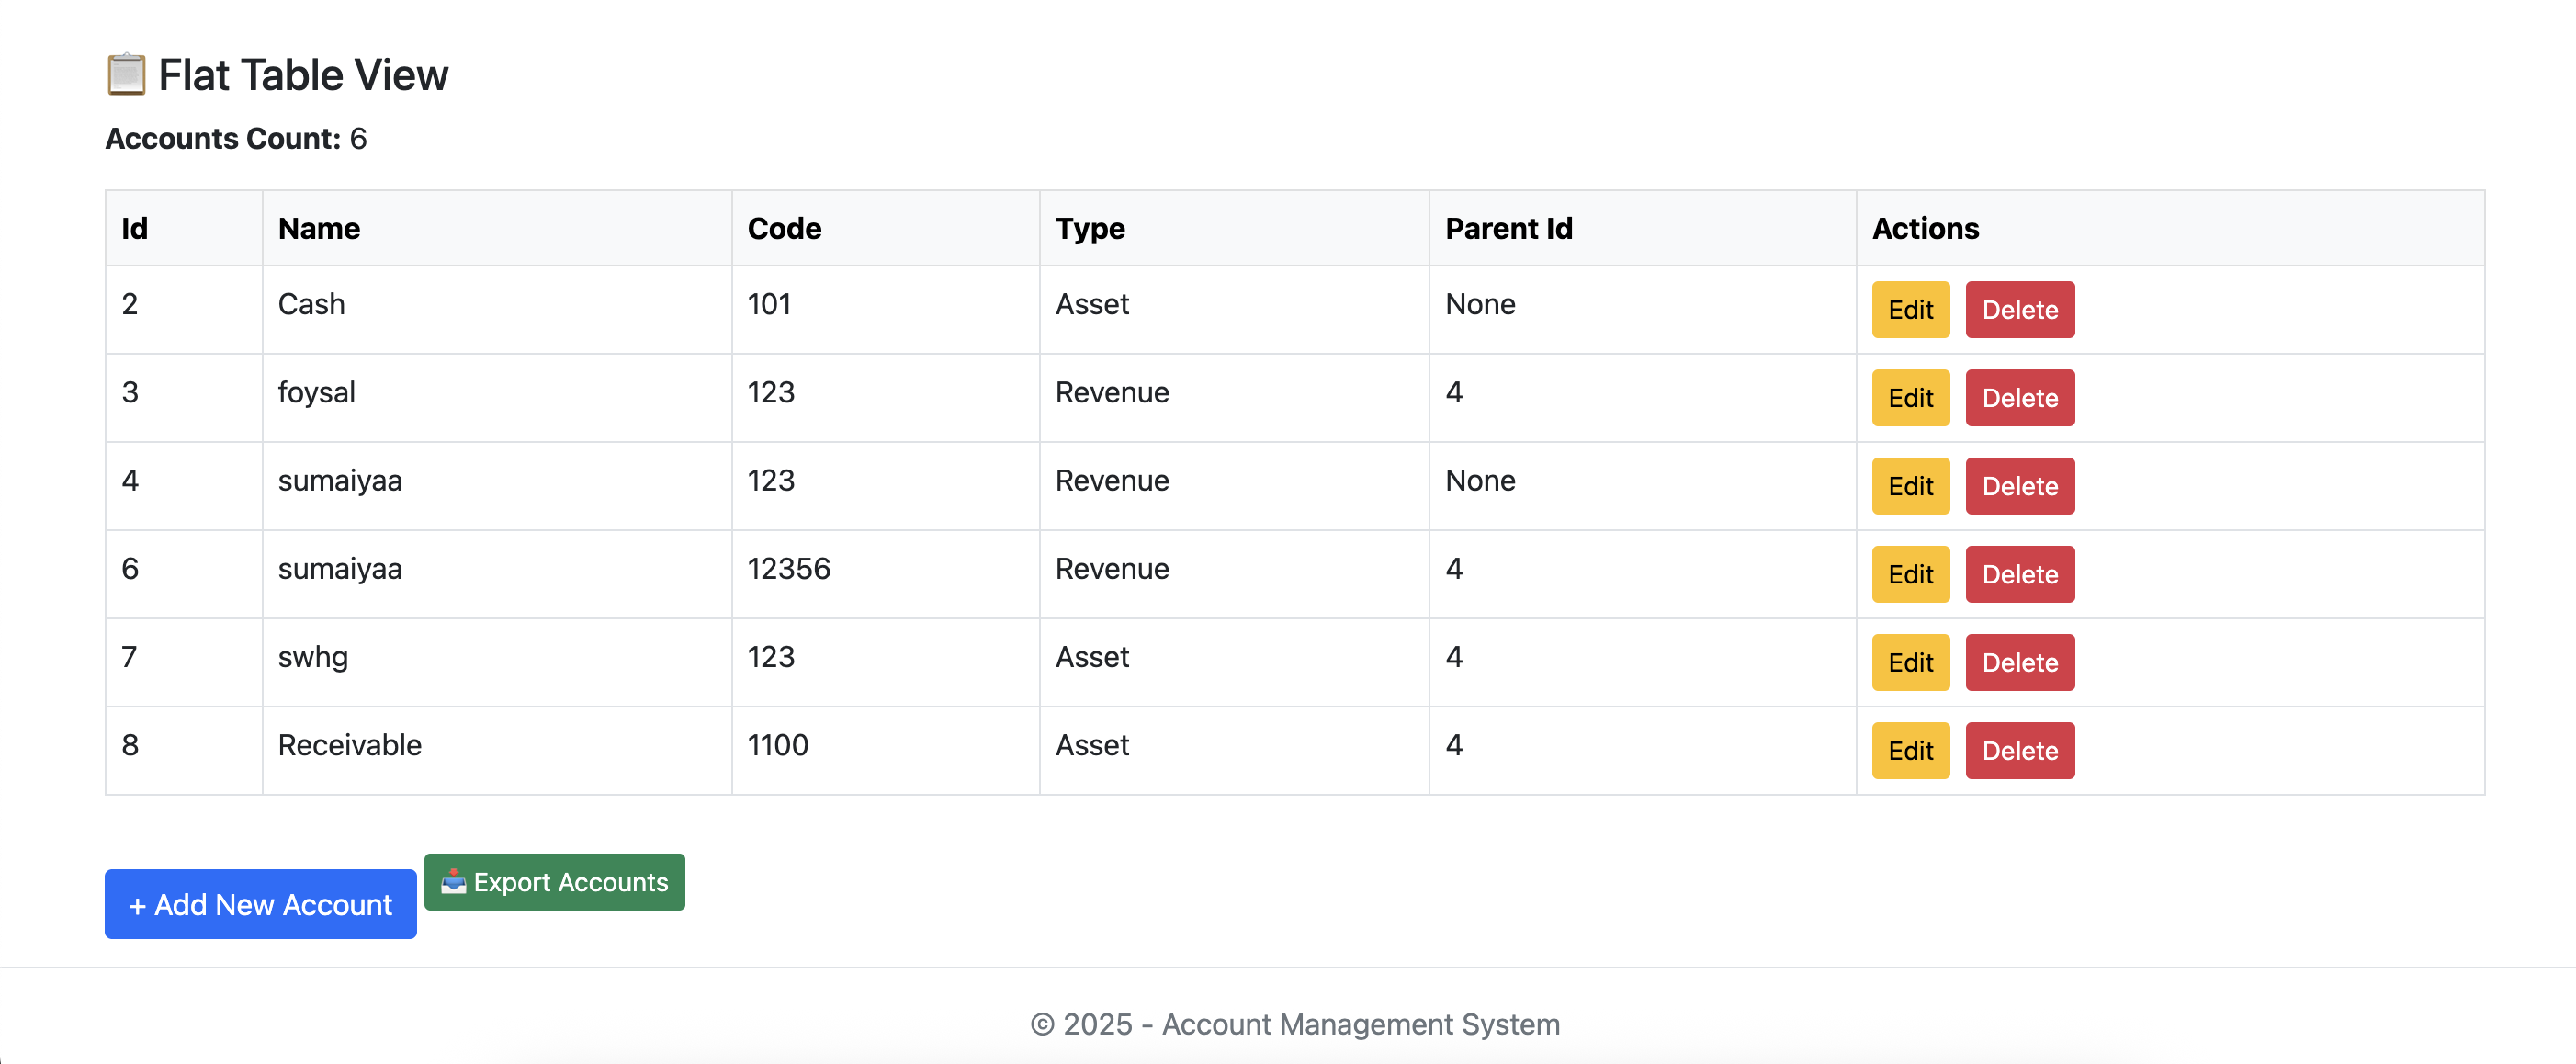 Flat Table View
Accounts Count: 6
Id Name Code Type Parent Id Actions
2 Cash 101 Asset None Edit Delete
3 foysal 123 Revenue 4 Edit Delete
4 sumaiyaa 123 Revenue None Edit Delete
6 sumaiyaa 12356 Revenue 4 Edit Delete
7 swhg 123 Asset 4 Edit Delete
8 Receivable 1100 Asset 4 Edit Delete
+ Add New Account Export Accounts
© 2025 - Account Management System